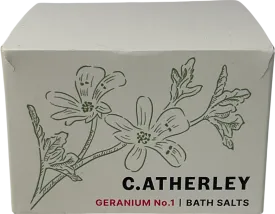 C.ATHERLEY
GERANIUM No.1 | BATH SALTS